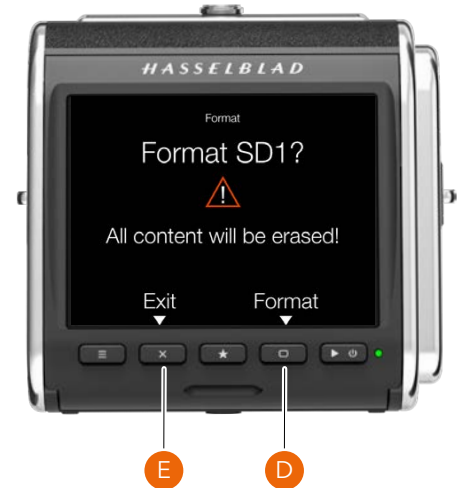 HASSELBLAD
Format
Format SD1?
All content will be erased!
Exit Format
E D